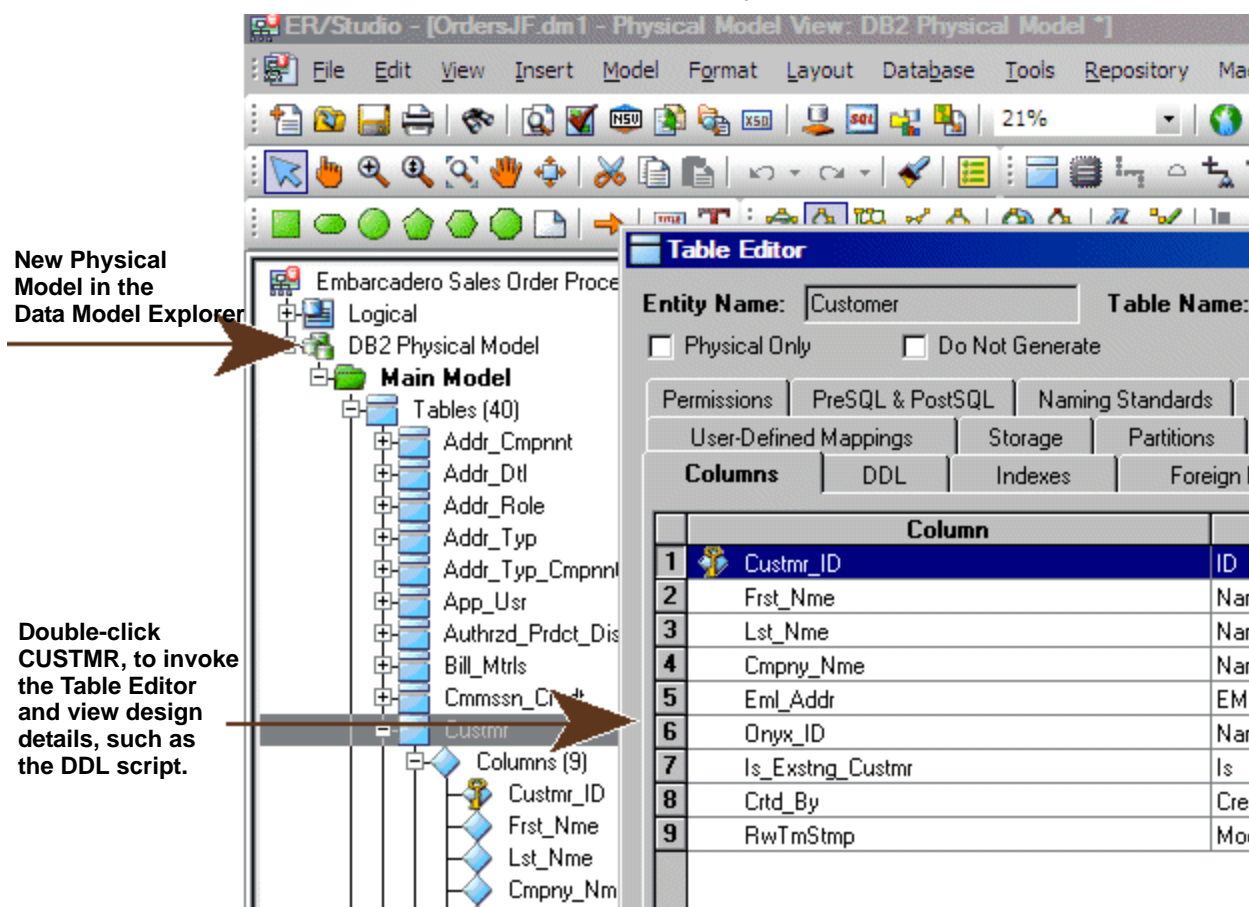 ER/Studio - [OrdersJF.dm1 - Physical Model View: DB2 Physical Model *]
File Edit View Insert Model Format Layout Database Tools Repository
NSU XSD SQL 21%
TITLE T
New Physical
Model in the
Data Model Explorer
Embarcadero Sales Order
Logical
DB2 Physical Model
Main Model
Tables (40)
Addr_Cmpnnt
Addr_Dtl
Addr_Role
Addr_Typ
Addr_Typ_Cmpnnt
App_Usr
Authrzd_Prdct_Dis
Bill_Mtrls
Custmr
Columns (9)
Custmr_ID
Frst_Nme
Lst_Nme
Cmpny_Nm
Double-click
CUSTMR, to invoke
the Table Editor
and view design
details, such as
the DDL script.
Table Editor
Entity Name: Customer Table Name:
Physical Only Do Not Generate
Permissions PreSQL & PostSQL Naming Standards
User-Defined Mappings Storage Partitions
Columns DDL Indexes Foreign
Column
1 Custmr_ID ID
2 Frst_Nme
3 Lst_Nme
4 Cmpny_Nme
5 Eml_Addr EM
6 Onyx_ID
7 Is_Exstng_Custmr Is
8 Crtd_By Cre
9 RwTmStmp